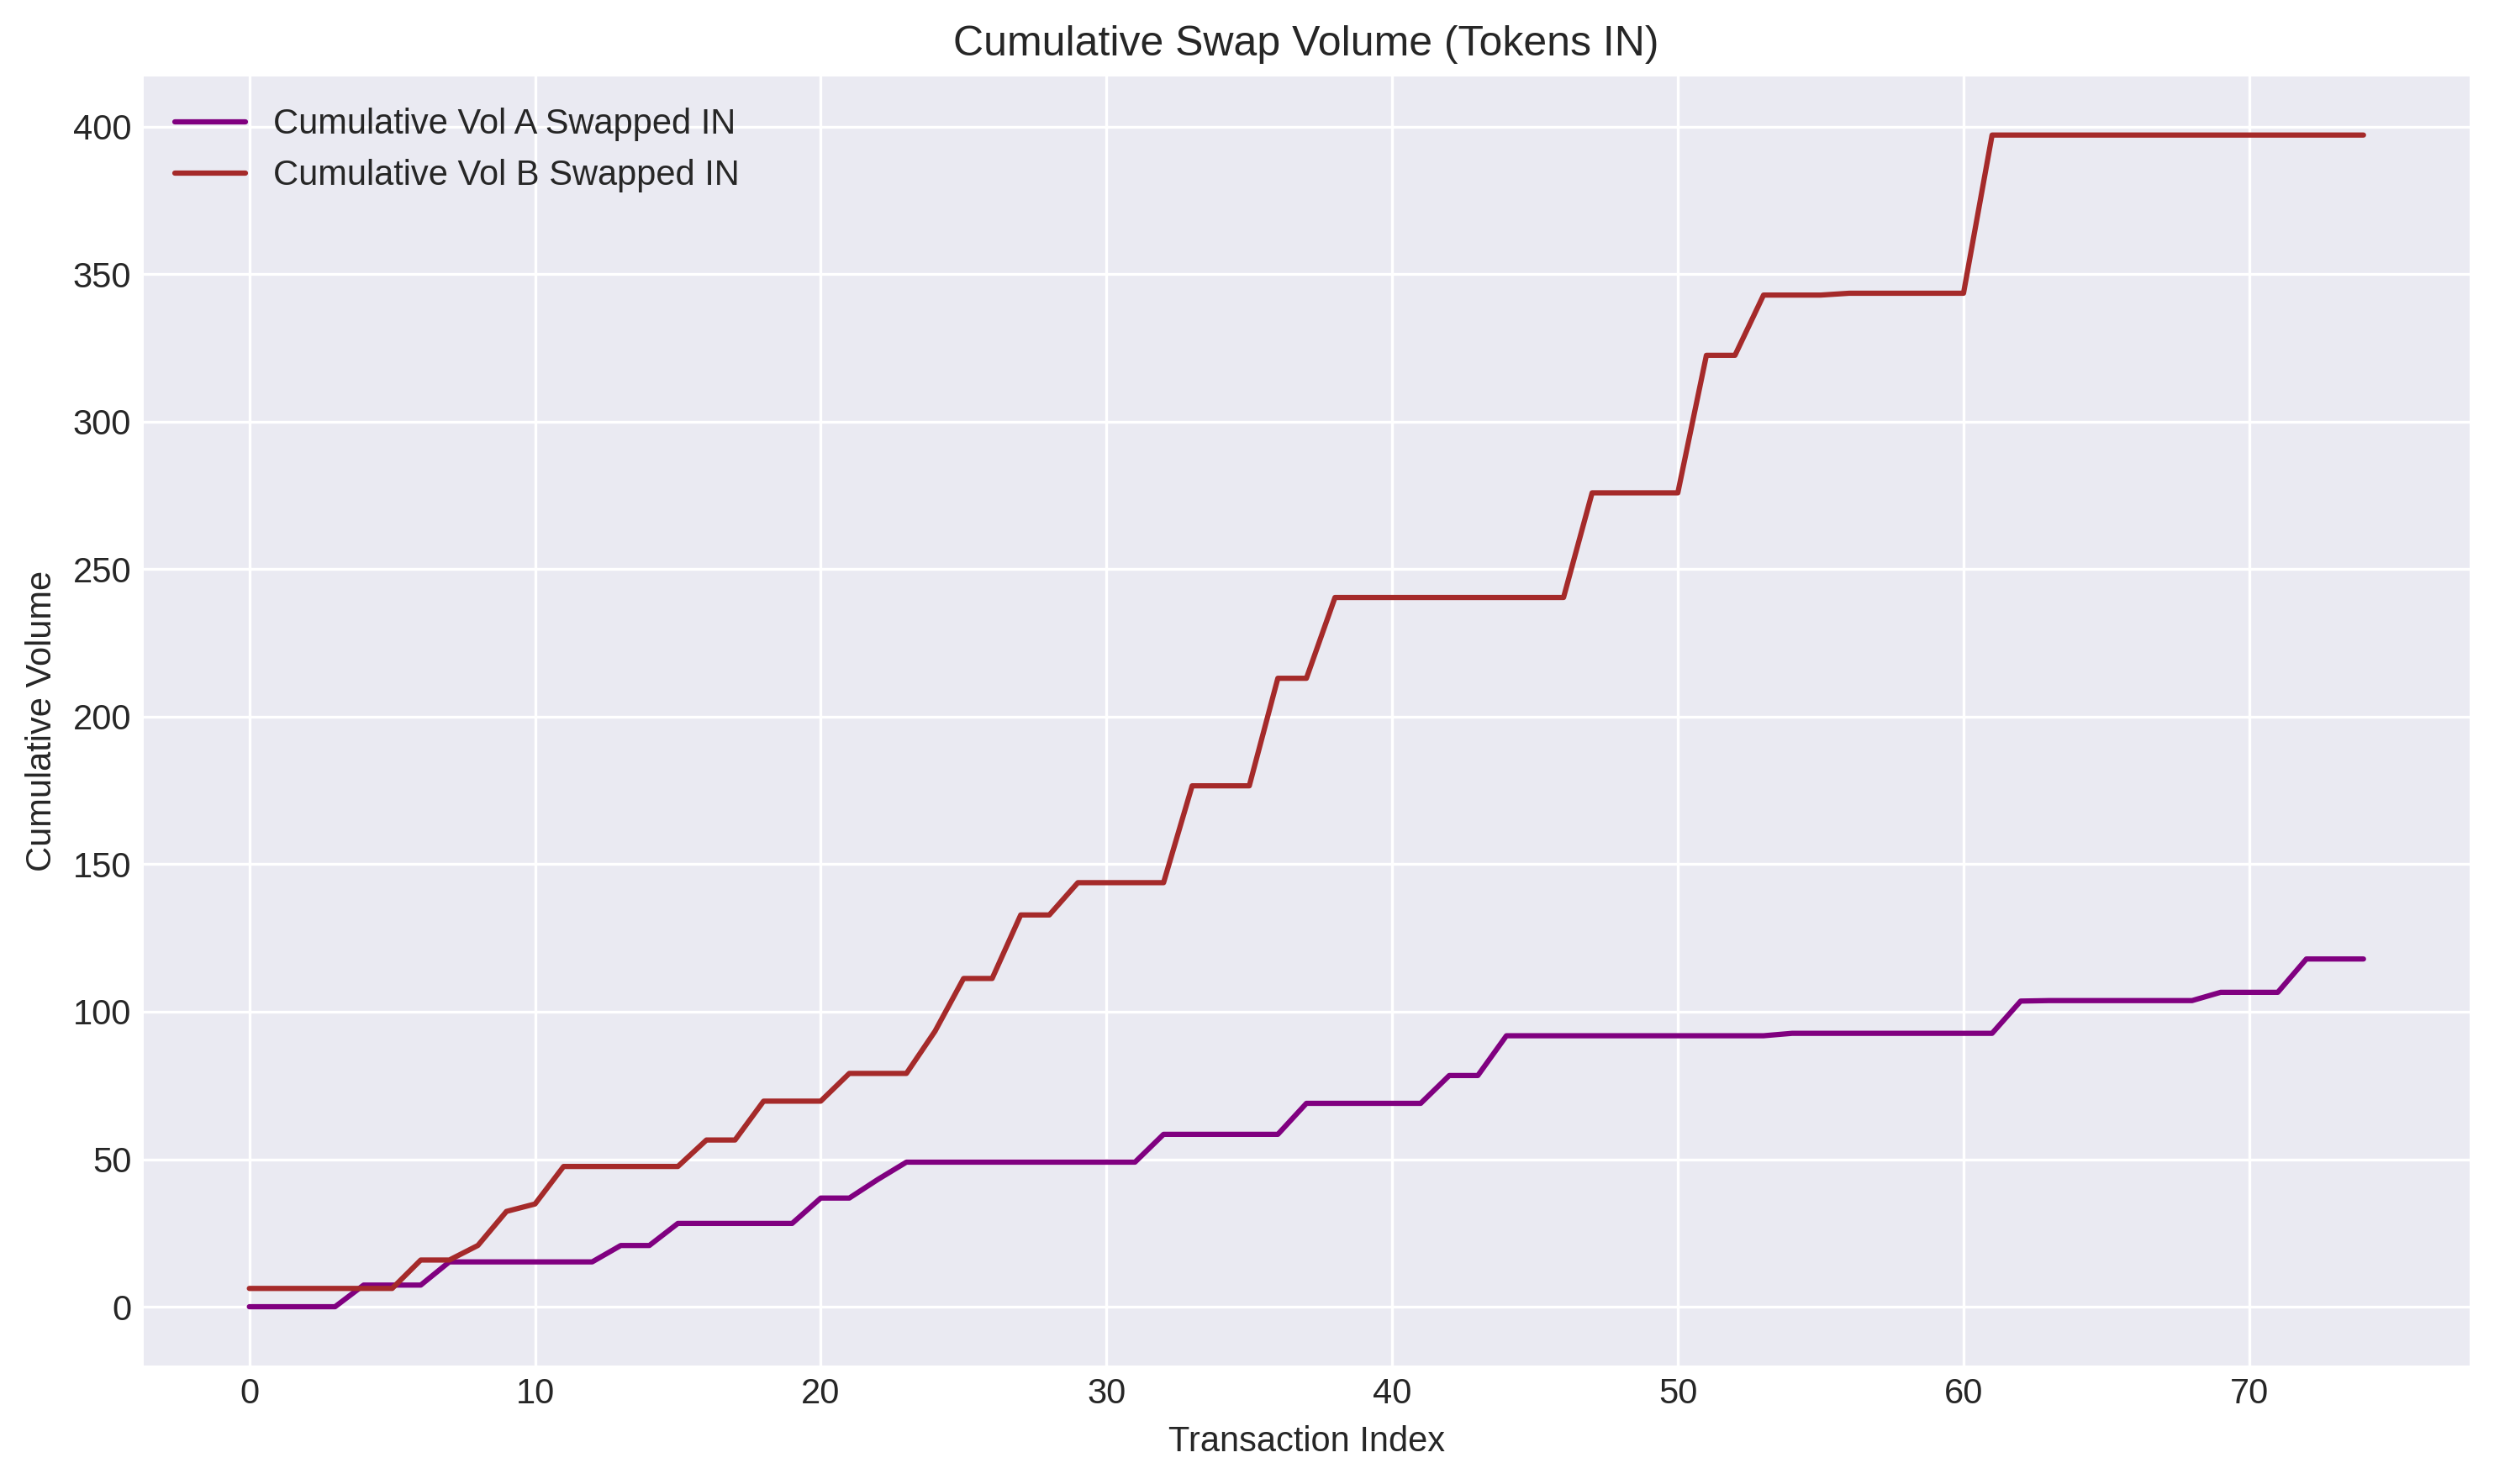 Cumulative Swap Volume (Tokens IN)
Cumulative Vol A Swapped IN
Cumulative Vol B Swapped IN
400
350
300
250
200
150
100
50
0
Cumulative Volume
0 10 20 30 40 50 60 70
Transaction Index